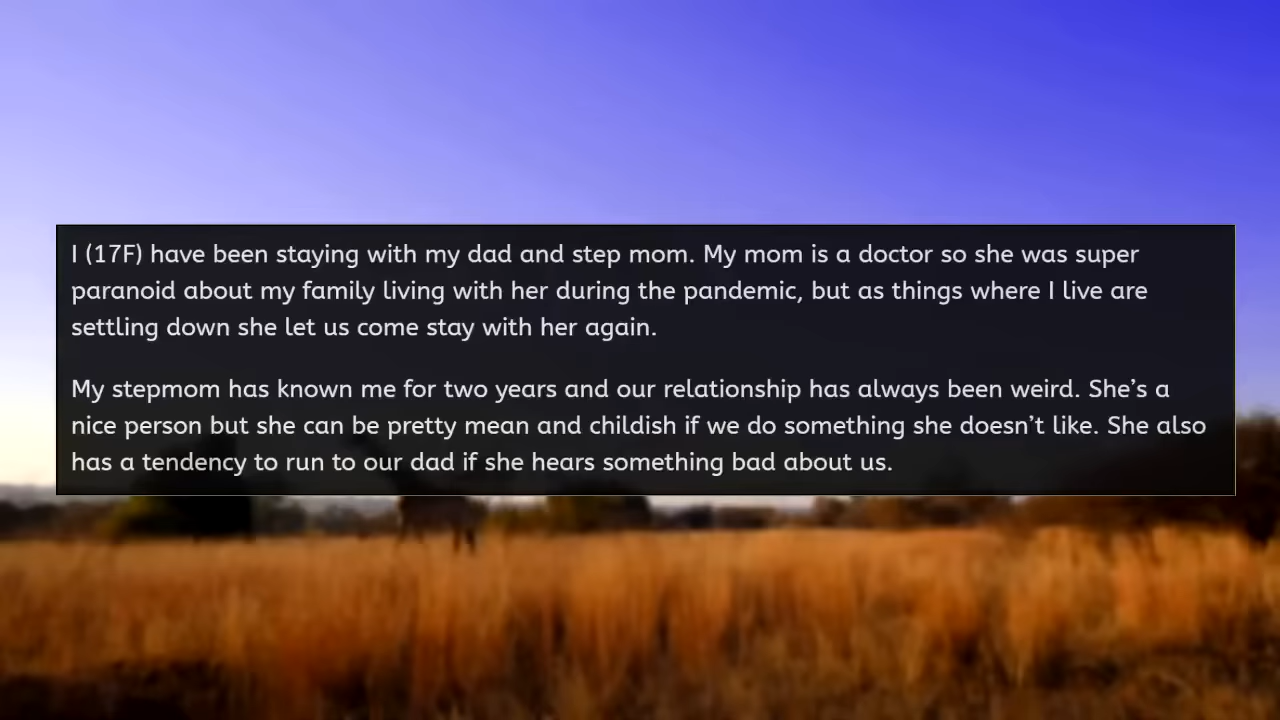 I (17F) have been staying with my dad and step mom. My mom is a doctor so she was super
paranoid about my family living with her during the pandemic, but as things where I live are
settling down she let us come stay with her again.
My stepmom has known me for two years and our relationship has always been weird. She’s a
nice person but she can be pretty mean and childish if we do something she doesn’t like. She also
has a tendency to run to our dad if she hears something bad about us.